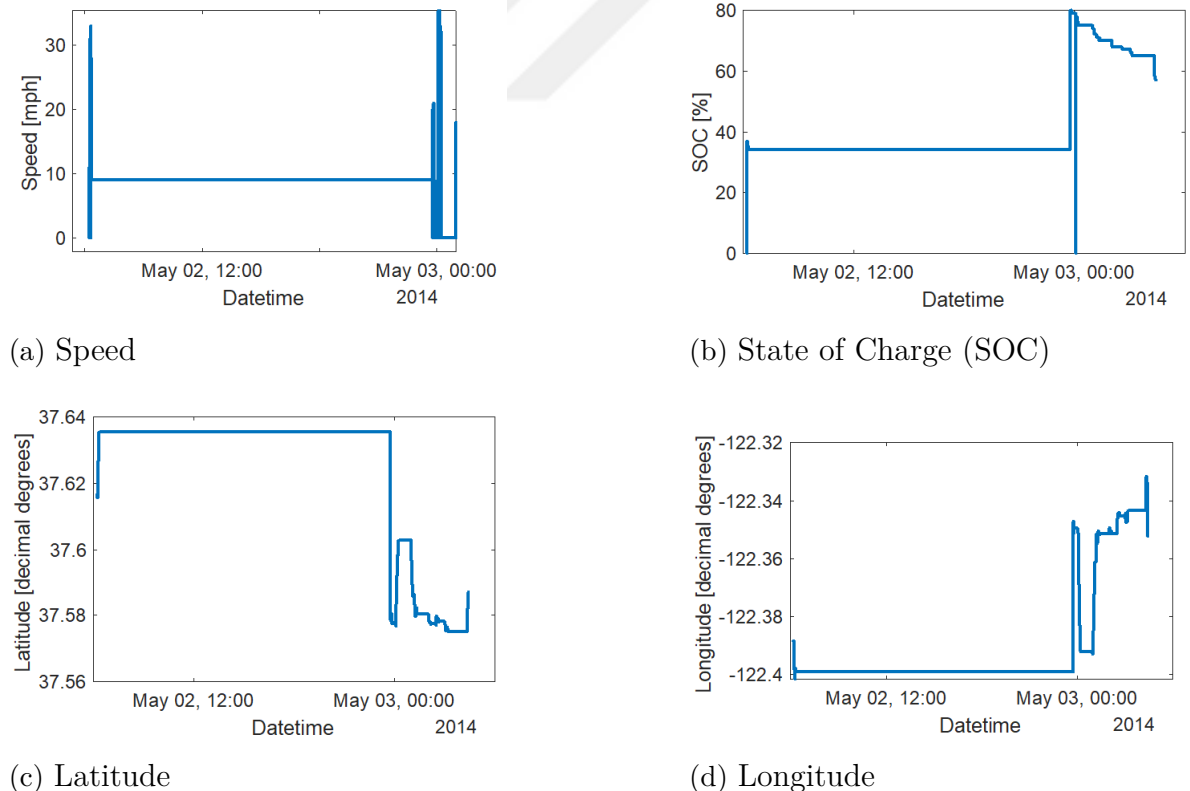 30
20
10
0
Speed [mph]
May 02, 12:00
May 03, 00:00
Datetime
2014
(a) Speed
80
60
40
20
0
SOC [%]
May 02, 12:00
May 03, 00:00
Datetime
2014
(b) State of Charge (SOC)
37.64
37.62
37.6
37.58
37.56
Latitude [decimal degrees]
May 02, 12:00
May 03, 00:00
Datetime
2014
(c) Latitude
-122.32
-122.34
-122.36
-122.38
-122.4
Longitude [decimal degrees]
May 02, 12:00
May 03, 00:00
Datetime
2014
(d) Longitude